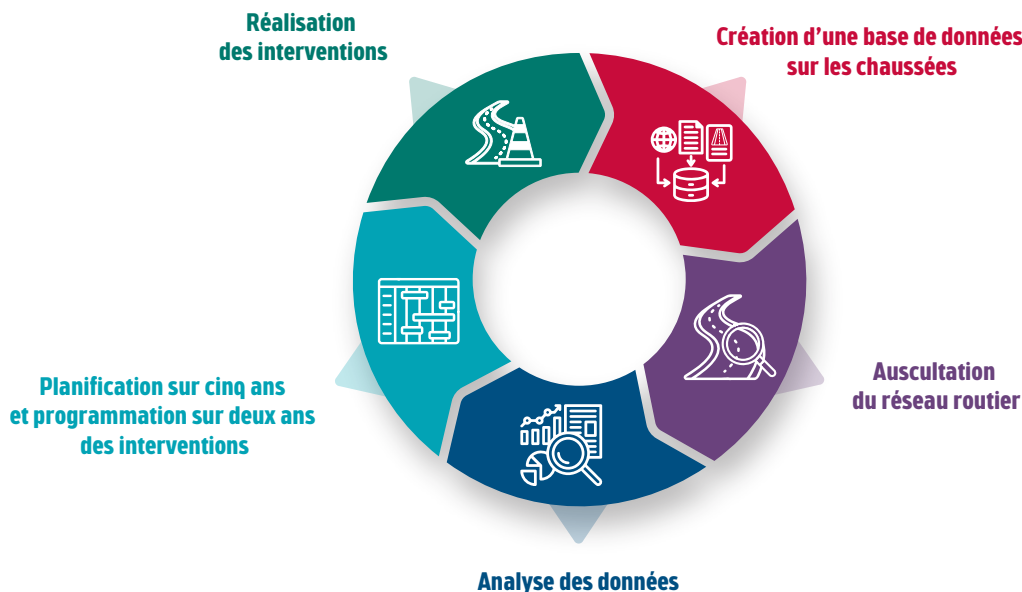 Réalisation
des interventions
Création d’une base de données
sur les chaussées
Auscultation
du réseau routier
Analyse des données
Planification sur cinq ans
et programmation sur deux ans
des interventions